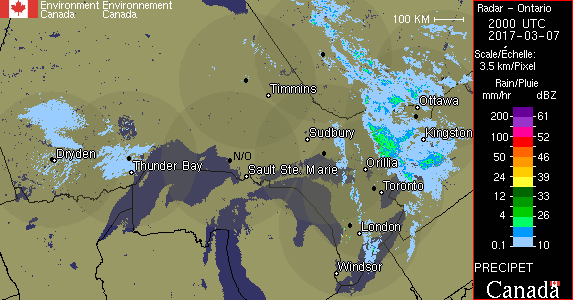 Environment Environnement
Canada Canada
100 KM
Timmins
Ottawa
Sudbury
Kingston
Dryden
Thunder Bay
N/O
Sault Ste. Marie
Orillia
Toronto
London
Windsor
Radar - Ontario
2000 UTC
2017-03-07
Scale/Échelle:
3.5 km/Pixel
Rain/Pluie
mm/hr dBZ
200 61
100 52
50 46
24 39
12 33
4 26
0.1 10
PRECIPET
Canada